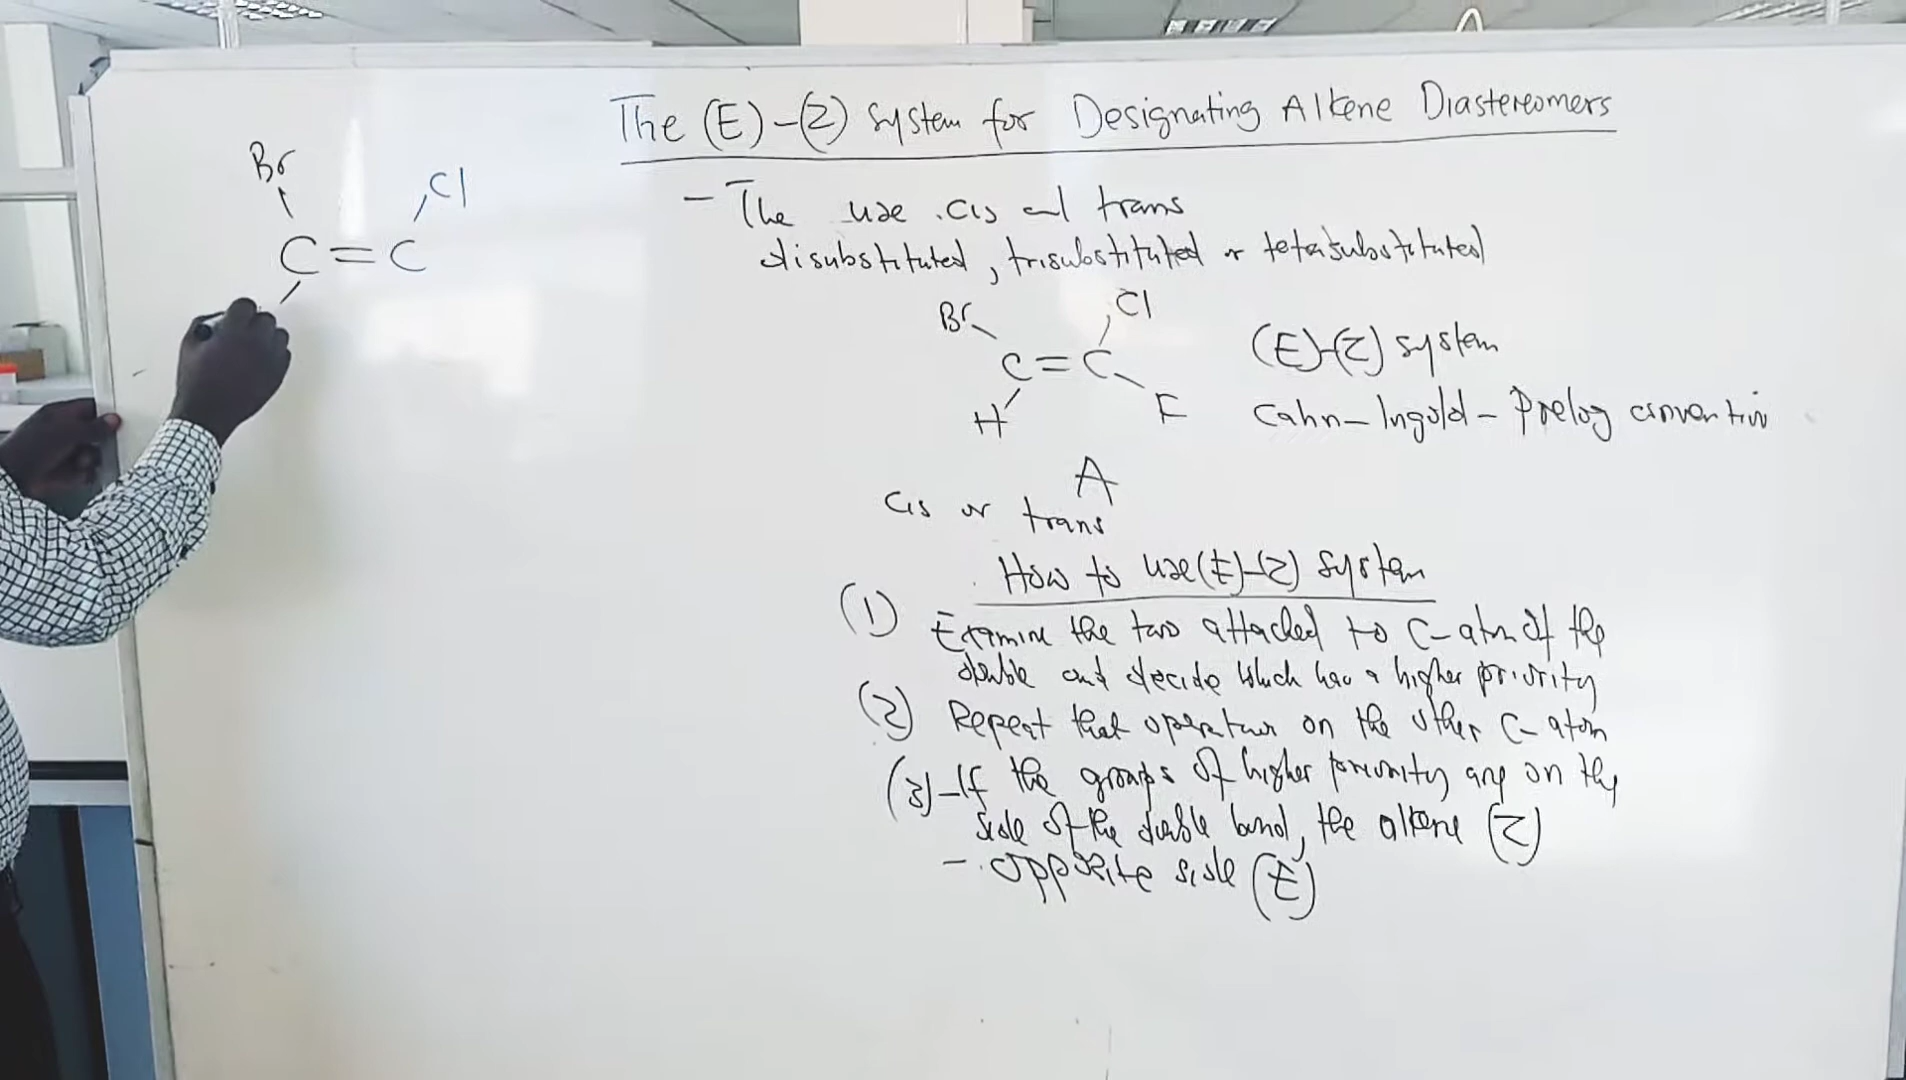 The (E)-(Z) system for Designating Alkene Diastereomers
- The use cis and trans
disubstituted, trisubstituted or tetrasubstituted
Br Cl
C=C
Br Cl
C=C
H F
(E)-(Z) system
Cahn-Ingold-Prelog convention
A
cis or trans
How to use (E)-(Z) system
(1) Examine the two attached to C-atom of the
double and decide which has a higher priority
(2) Repeat that operation on the other C-atom
(3) - If the groups of higher priority are on the
side of the double bond, the alkene (Z)
- opposite side (E)